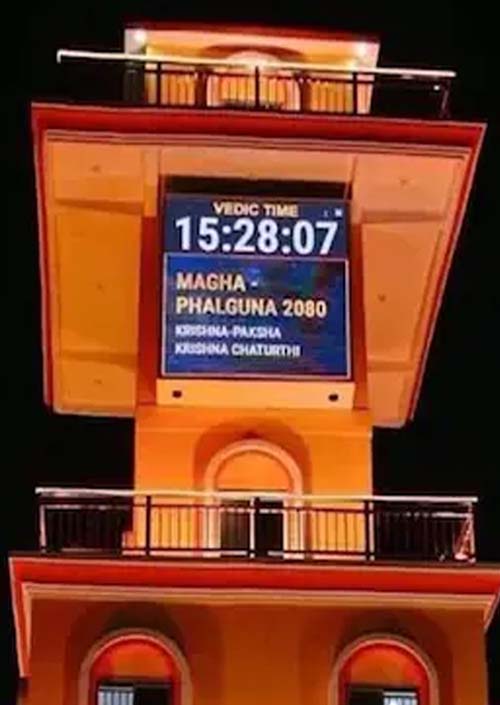 VEDIC TIME
15:28:07
MAGHA -
PHALGUNA 2080
KRISHNA-PAKSHA
KRISHNA CHATURTHI